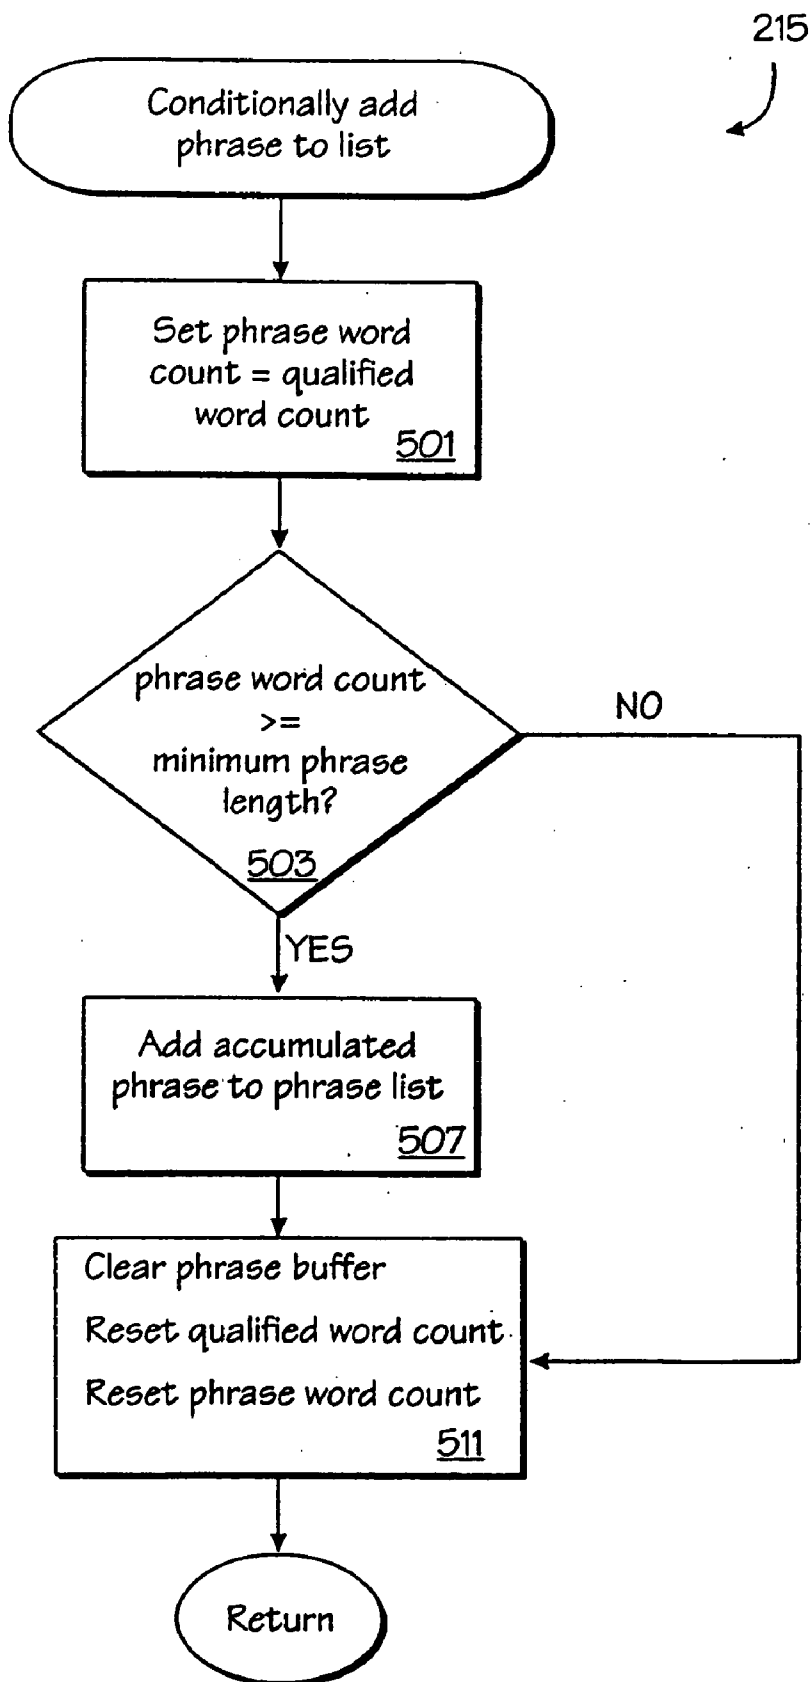 215
Conditionally add
phrase to list
Set phrase word
count = qualified
word count
501
phrase word count
>=
minimum phrase
length?
503
NO
YES
Add accumulated
phrase to phrase list
507
Clear phrase buffer
Reset qualified word count
Reset phrase word count
511
Return